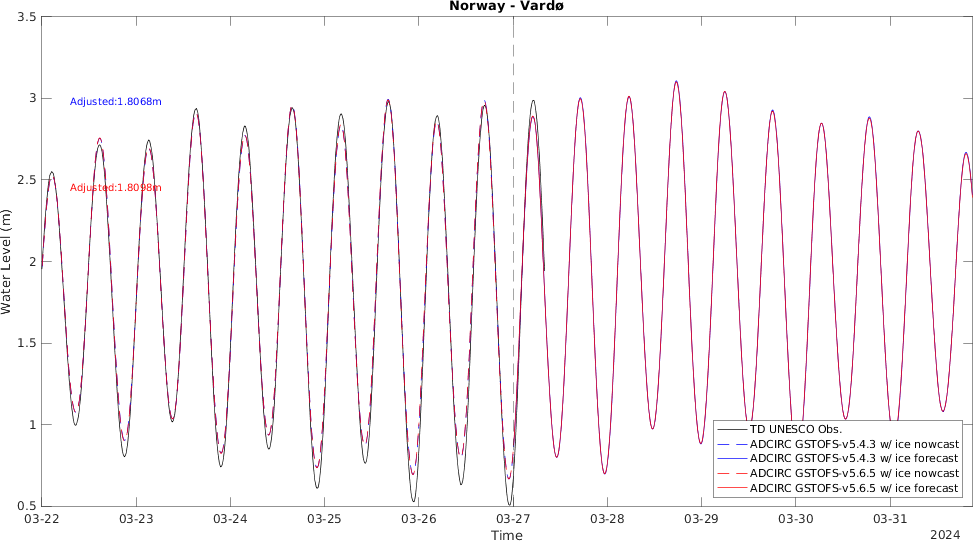 Norway - Vardø
3.5
3
2.5
2
1.5
1
0.5
Water Level (m)
Adjusted:1.8068m
Adjusted:1.8098m
TD UNESCO Obs.
ADCIRC GSTOFS-v5.4.3 w/ ice nowcast
ADCIRC GSTOFS-v5.4.3 w/ ice forecast
ADCIRC GSTOFS-v5.6.5 w/ ice nowcast
ADCIRC GSTOFS-v5.6.5 w/ ice forecast
03-22 03-23 03-24 03-25 03-26 03-27 03-28 03-29 03-30 03-31
Time
2024